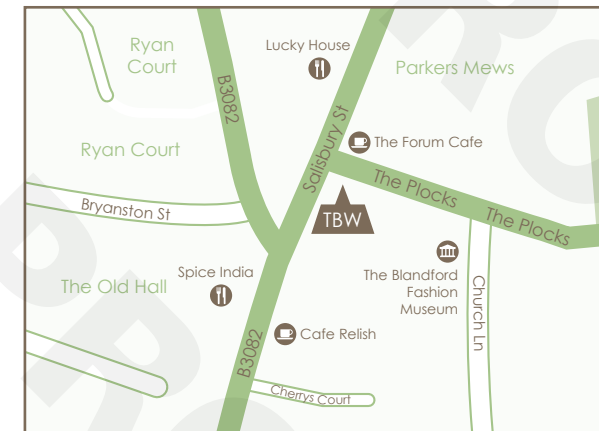 Ryan
Court
Lucky House
Parkers Mews
B3082
Salisbury St
The Forum Cafe
Ryan Court
The Plocks
The Plocks
Bryanston St
TBW
Spice India
The Old Hall
The Blandford
Fashion
Museum
Church Ln
Cafe Relish
B3082
Cherrys Court